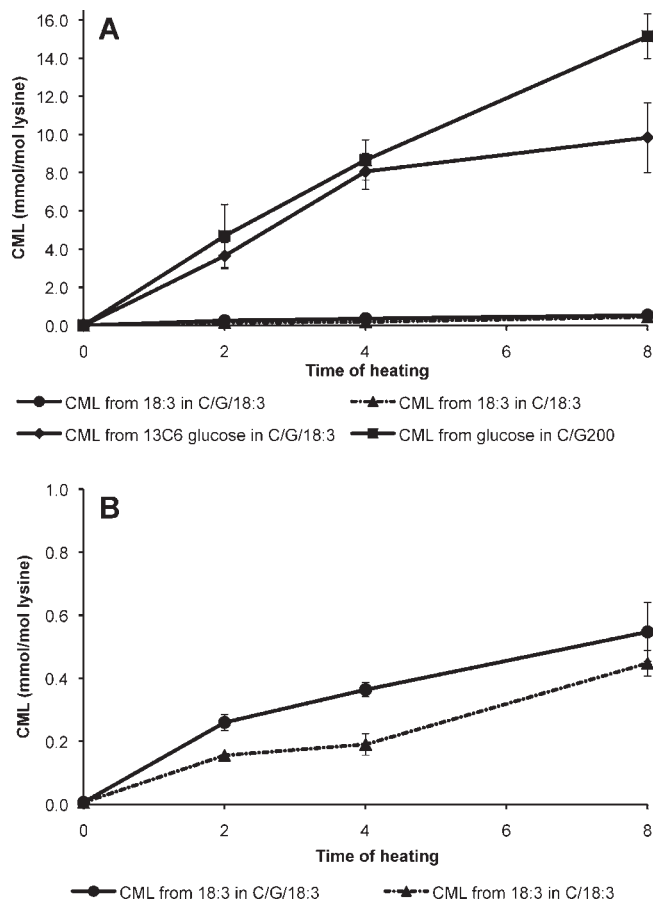 A
16.0
14.0
12.0
10.0
8.0
6.0
4.0
2.0
0.0
CML (mmol/mol lysine)
0 2 4 6 8
Time of heating
CML from 18:3 in C/G/18:3 CML from 18:3 in C/18:3
CML from 13C6 glucose in C/G/18:3 CML from glucose in C/G200
B
1.0
0.8
0.6
0.4
0.2
0.0
CML (mmol/mol lysine)
0 2 4 6 8
Time of heating
CML from 18:3 in C/G/18:3 CML from 18:3 in C/18:3